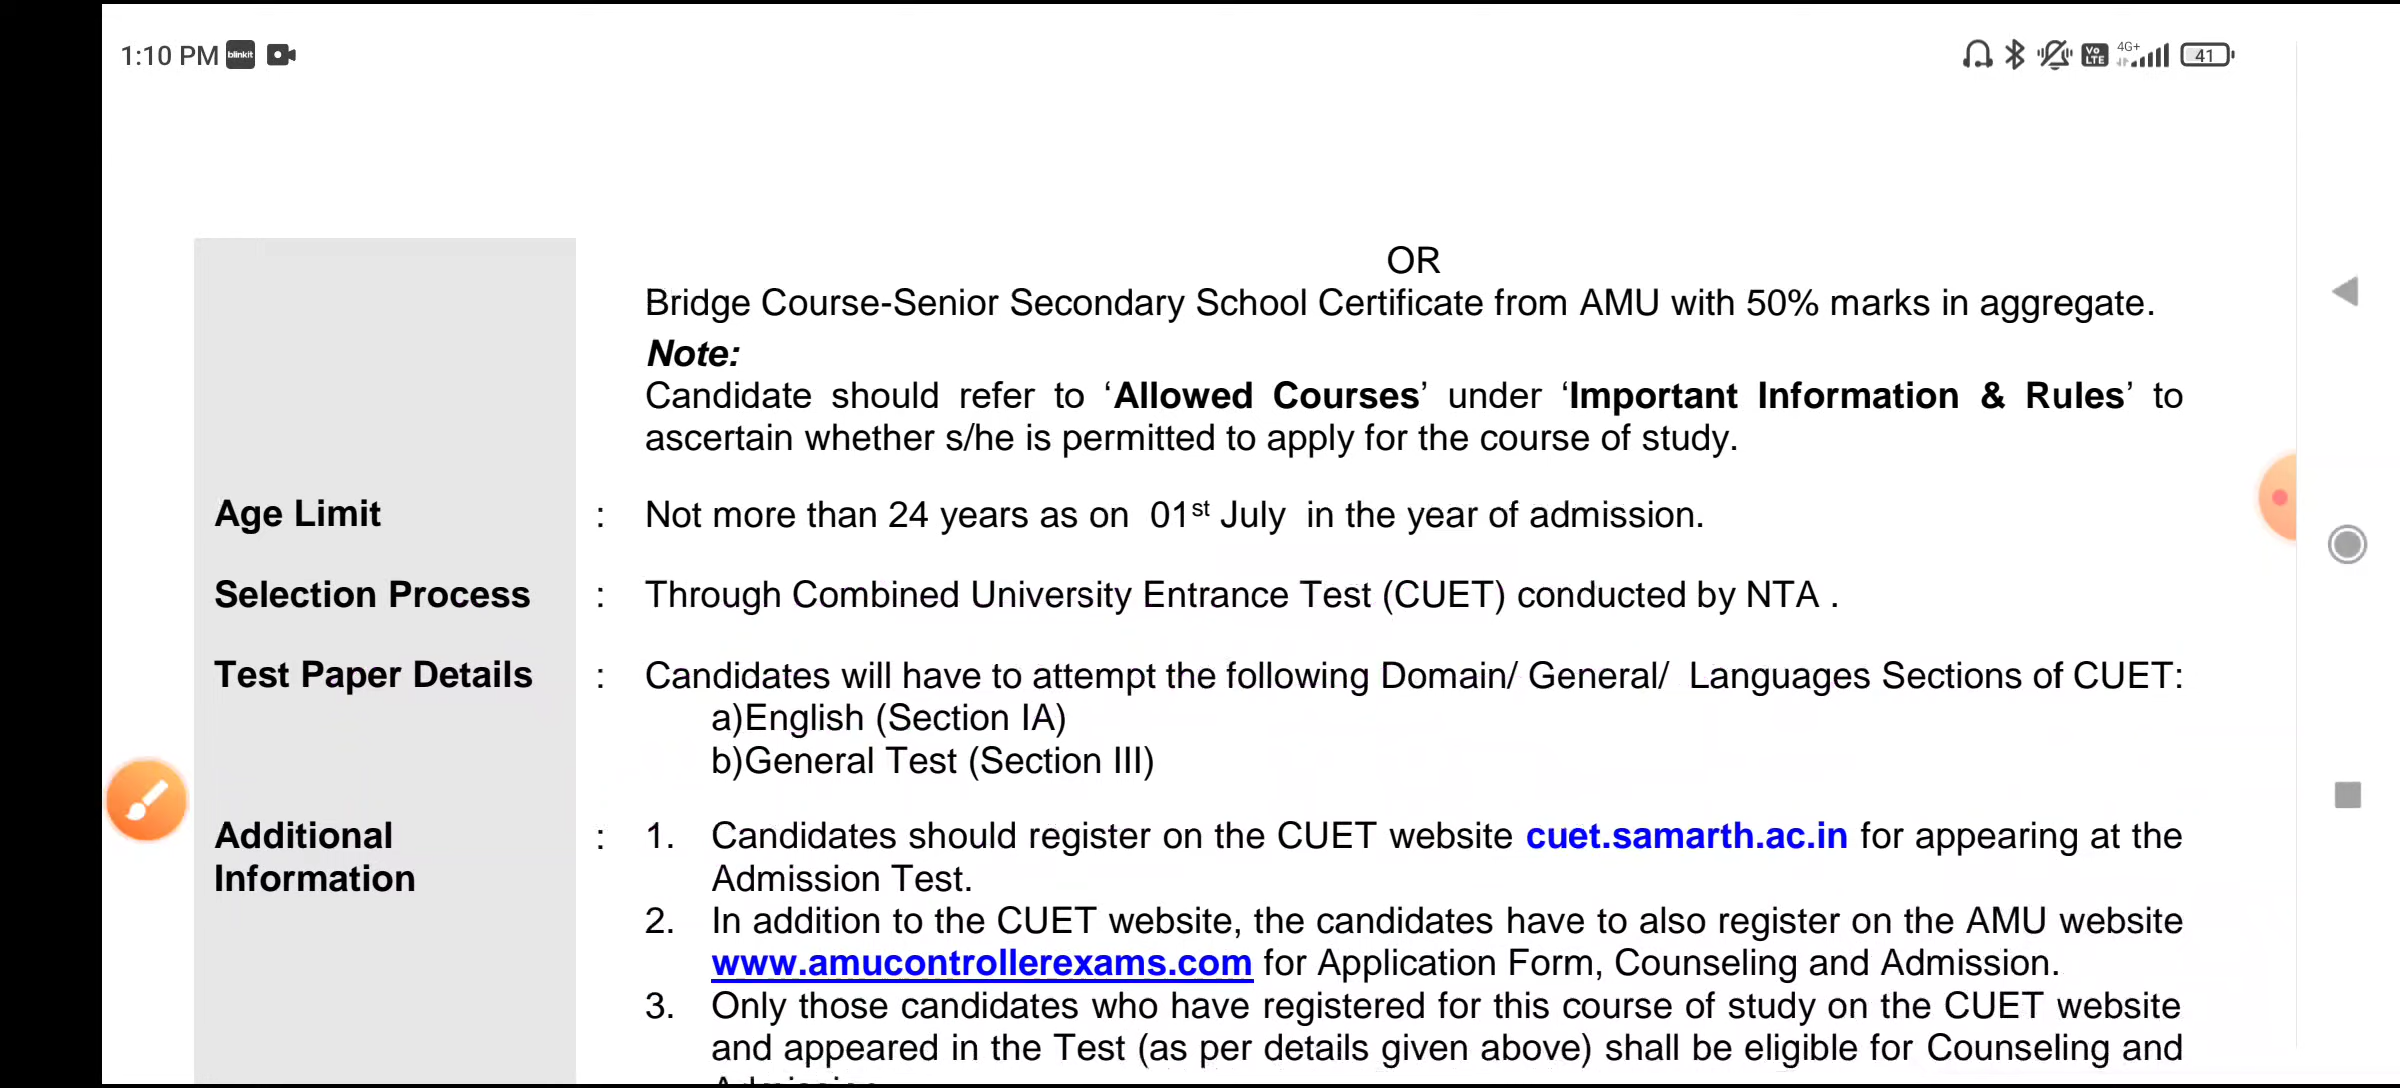 1:10 PM blinkit
Vo LTE 4G+ 41
OR
Bridge Course-Senior Secondary School Certificate from AMU with 50% marks in aggregate.
Note:
Candidate should refer to ‘Allowed Courses’ under ‘Important Information & Rules’ to
ascertain whether s/he is permitted to apply for the course of study.
Age Limit : Not more than 24 years as on 01st July in the year of admission.
Selection Process : Through Combined University Entrance Test (CUET) conducted by NTA .
Test Paper Details : Candidates will have to attempt the following Domain/ General/ Languages Sections of CUET:
a)English (Section IA)
b)General Test (Section III)
Additional : 1. Candidates should register on the CUET website cuet.samarth.ac.in for appearing at the
Information Admission Test.
2. In addition to the CUET website, the candidates have to also register on the AMU website
www.amucontrollerexams.com for Application Form, Counseling and Admission.
3. Only those candidates who have registered for this course of study on the CUET website
and appeared in the Test (as per details given above) shall be eligible for Counseling and